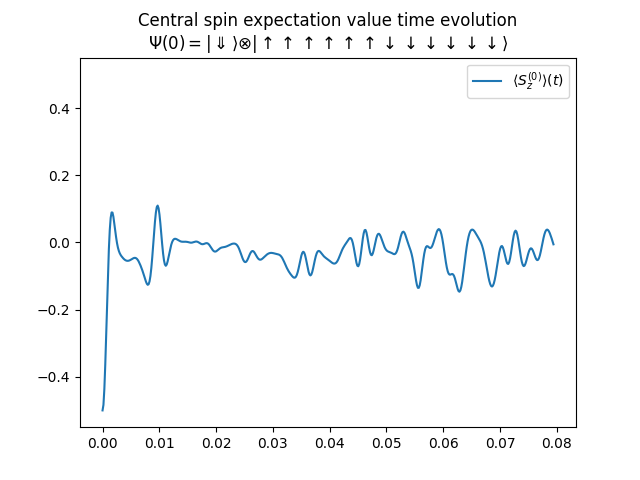 Central spin expectation value time evolution
Ψ(0) = | ⇓ ⟩⊗| ↑ ↑ ↑ ↑ ↑ ↑ ↓ ↓ ↓ ↓ ↓ ↓ ⟩
⟨S_z^{(0)}⟩(t)
0.4
0.2
0.0
−0.2
−0.4
0.00 0.01 0.02 0.03 0.04 0.05 0.06 0.07 0.08